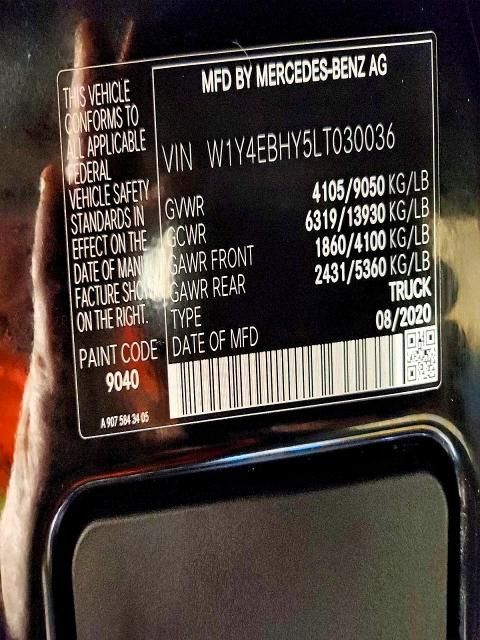 THIS VEHICLE
CONFORMS TO
ALL APPLICABLE
FEDERAL
VEHICLE SAFETY
STANDARDS IN
EFFECT ON THE
DATE OF MANU
FACTURE SHOWN
ON THE RIGHT.
PAINT CODE
9040
A 907 584 34 05
MFD BY MERCEDES-BENZ AG
VIN W1Y4EBHY5LT030036
GVWR 4105/9050 KG/LB
GCWR 6319/13930 KG/LB
GAWR FRONT 1860/4100 KG/LB
GAWR REAR 2431/5360 KG/LB
TYPE TRUCK
DATE OF MFD 08/2020